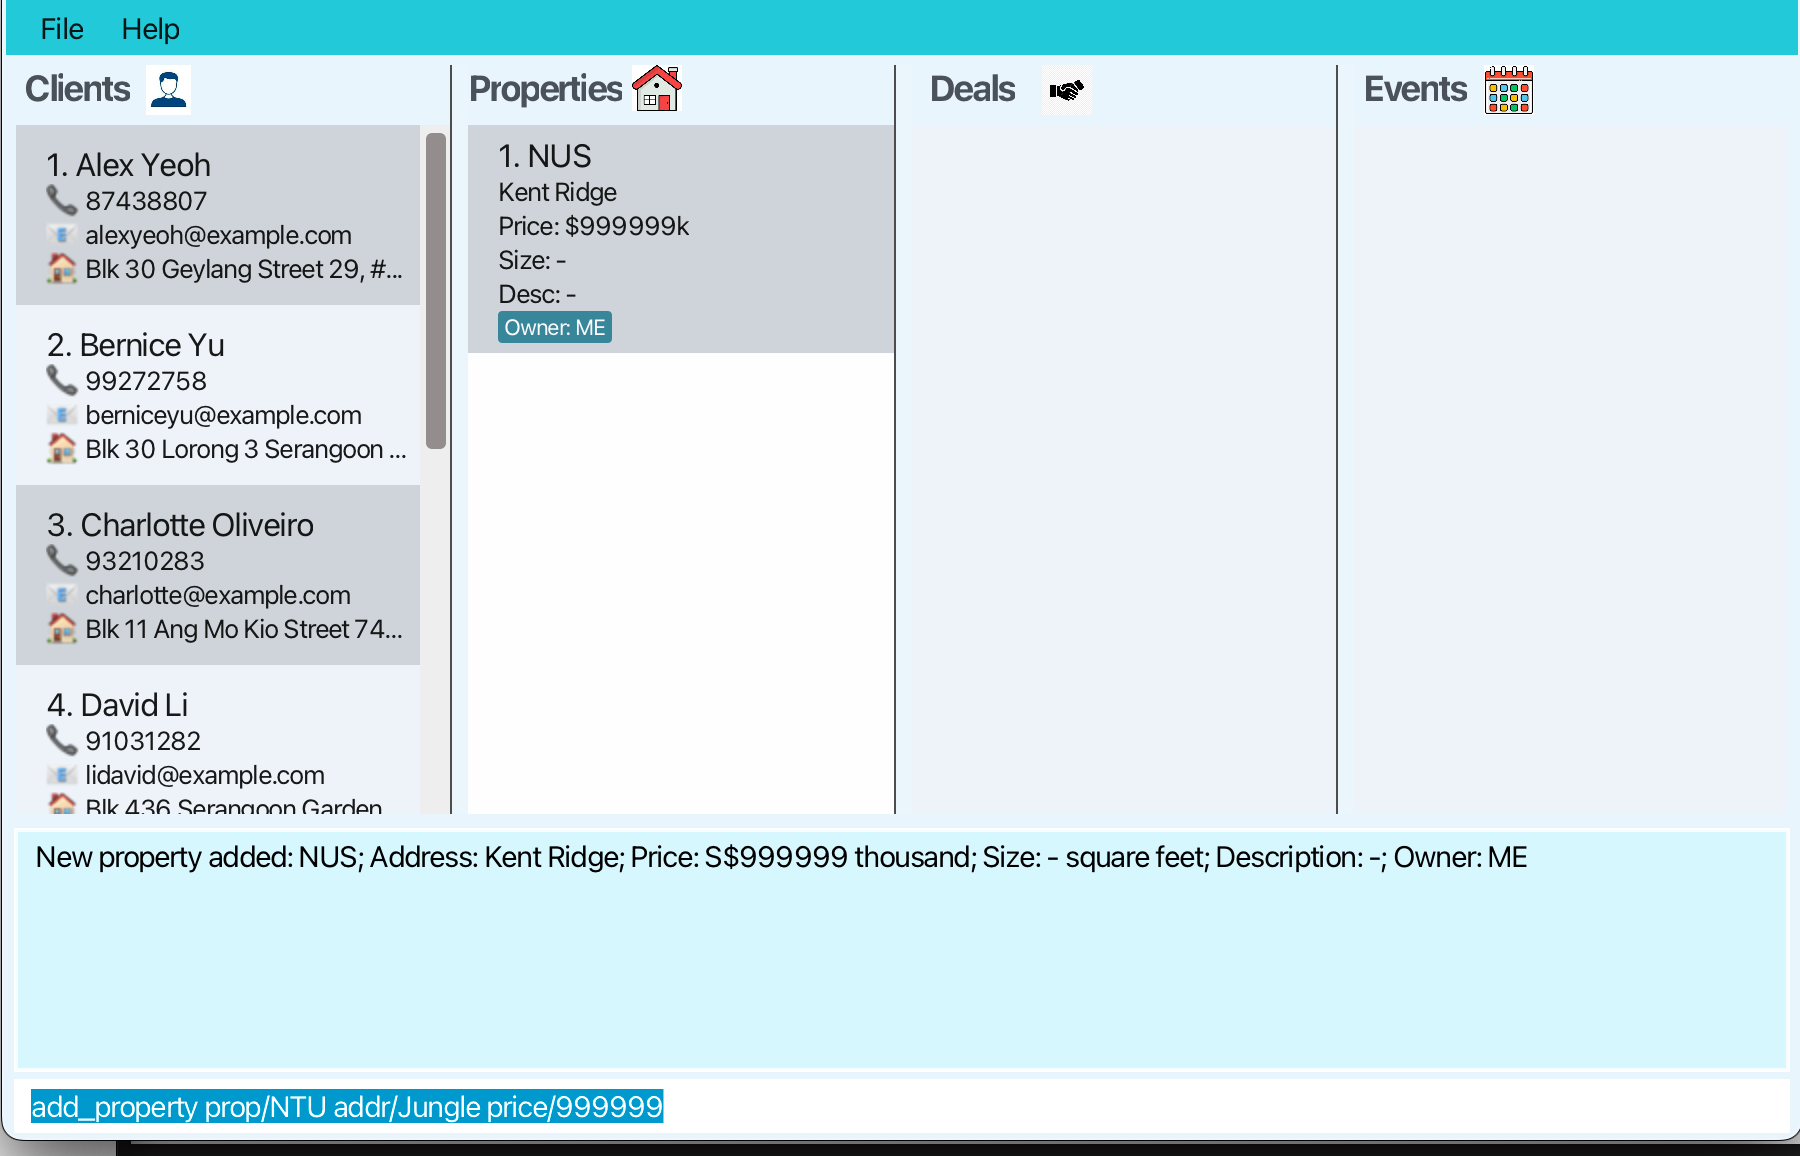 File Help
Clients
Properties
Deals
Events
1. Alex Yeoh
87438807
alexyeoh@example.com
Blk 30 Geylang Street 29, #...
2. Bernice Yu
99272758
berniceyu@example.com
Blk 30 Lorong 3 Serangoon ...
3. Charlotte Oliveiro
93210283
charlotte@example.com
Blk 11 Ang Mo Kio Street 74...
4. David Li
91031282
lidavid@example.com
Blk 436 Serangoon Garden
1. NUS
Kent Ridge
Price: $999999k
Size: -
Desc: -
Owner: ME
New property added: NUS; Address: Kent Ridge; Price: S$999999 thousand; Size: - square feet; Description: -; Owner: ME
add_property prop/NTU addr/Jungle price/999999